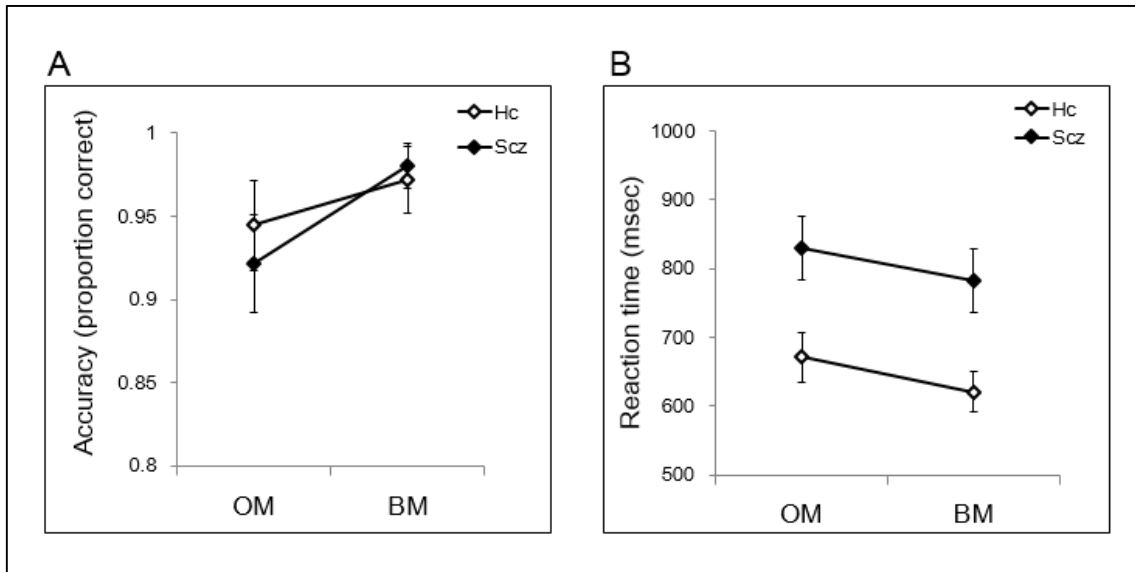 A
Hc
Scz
Accuracy (proportion correct)
1
0.95
0.9
0.85
0.8
OM BM
B
Hc
Scz
Reaction time (msec)
1000
900
800
700
600
500
OM BM